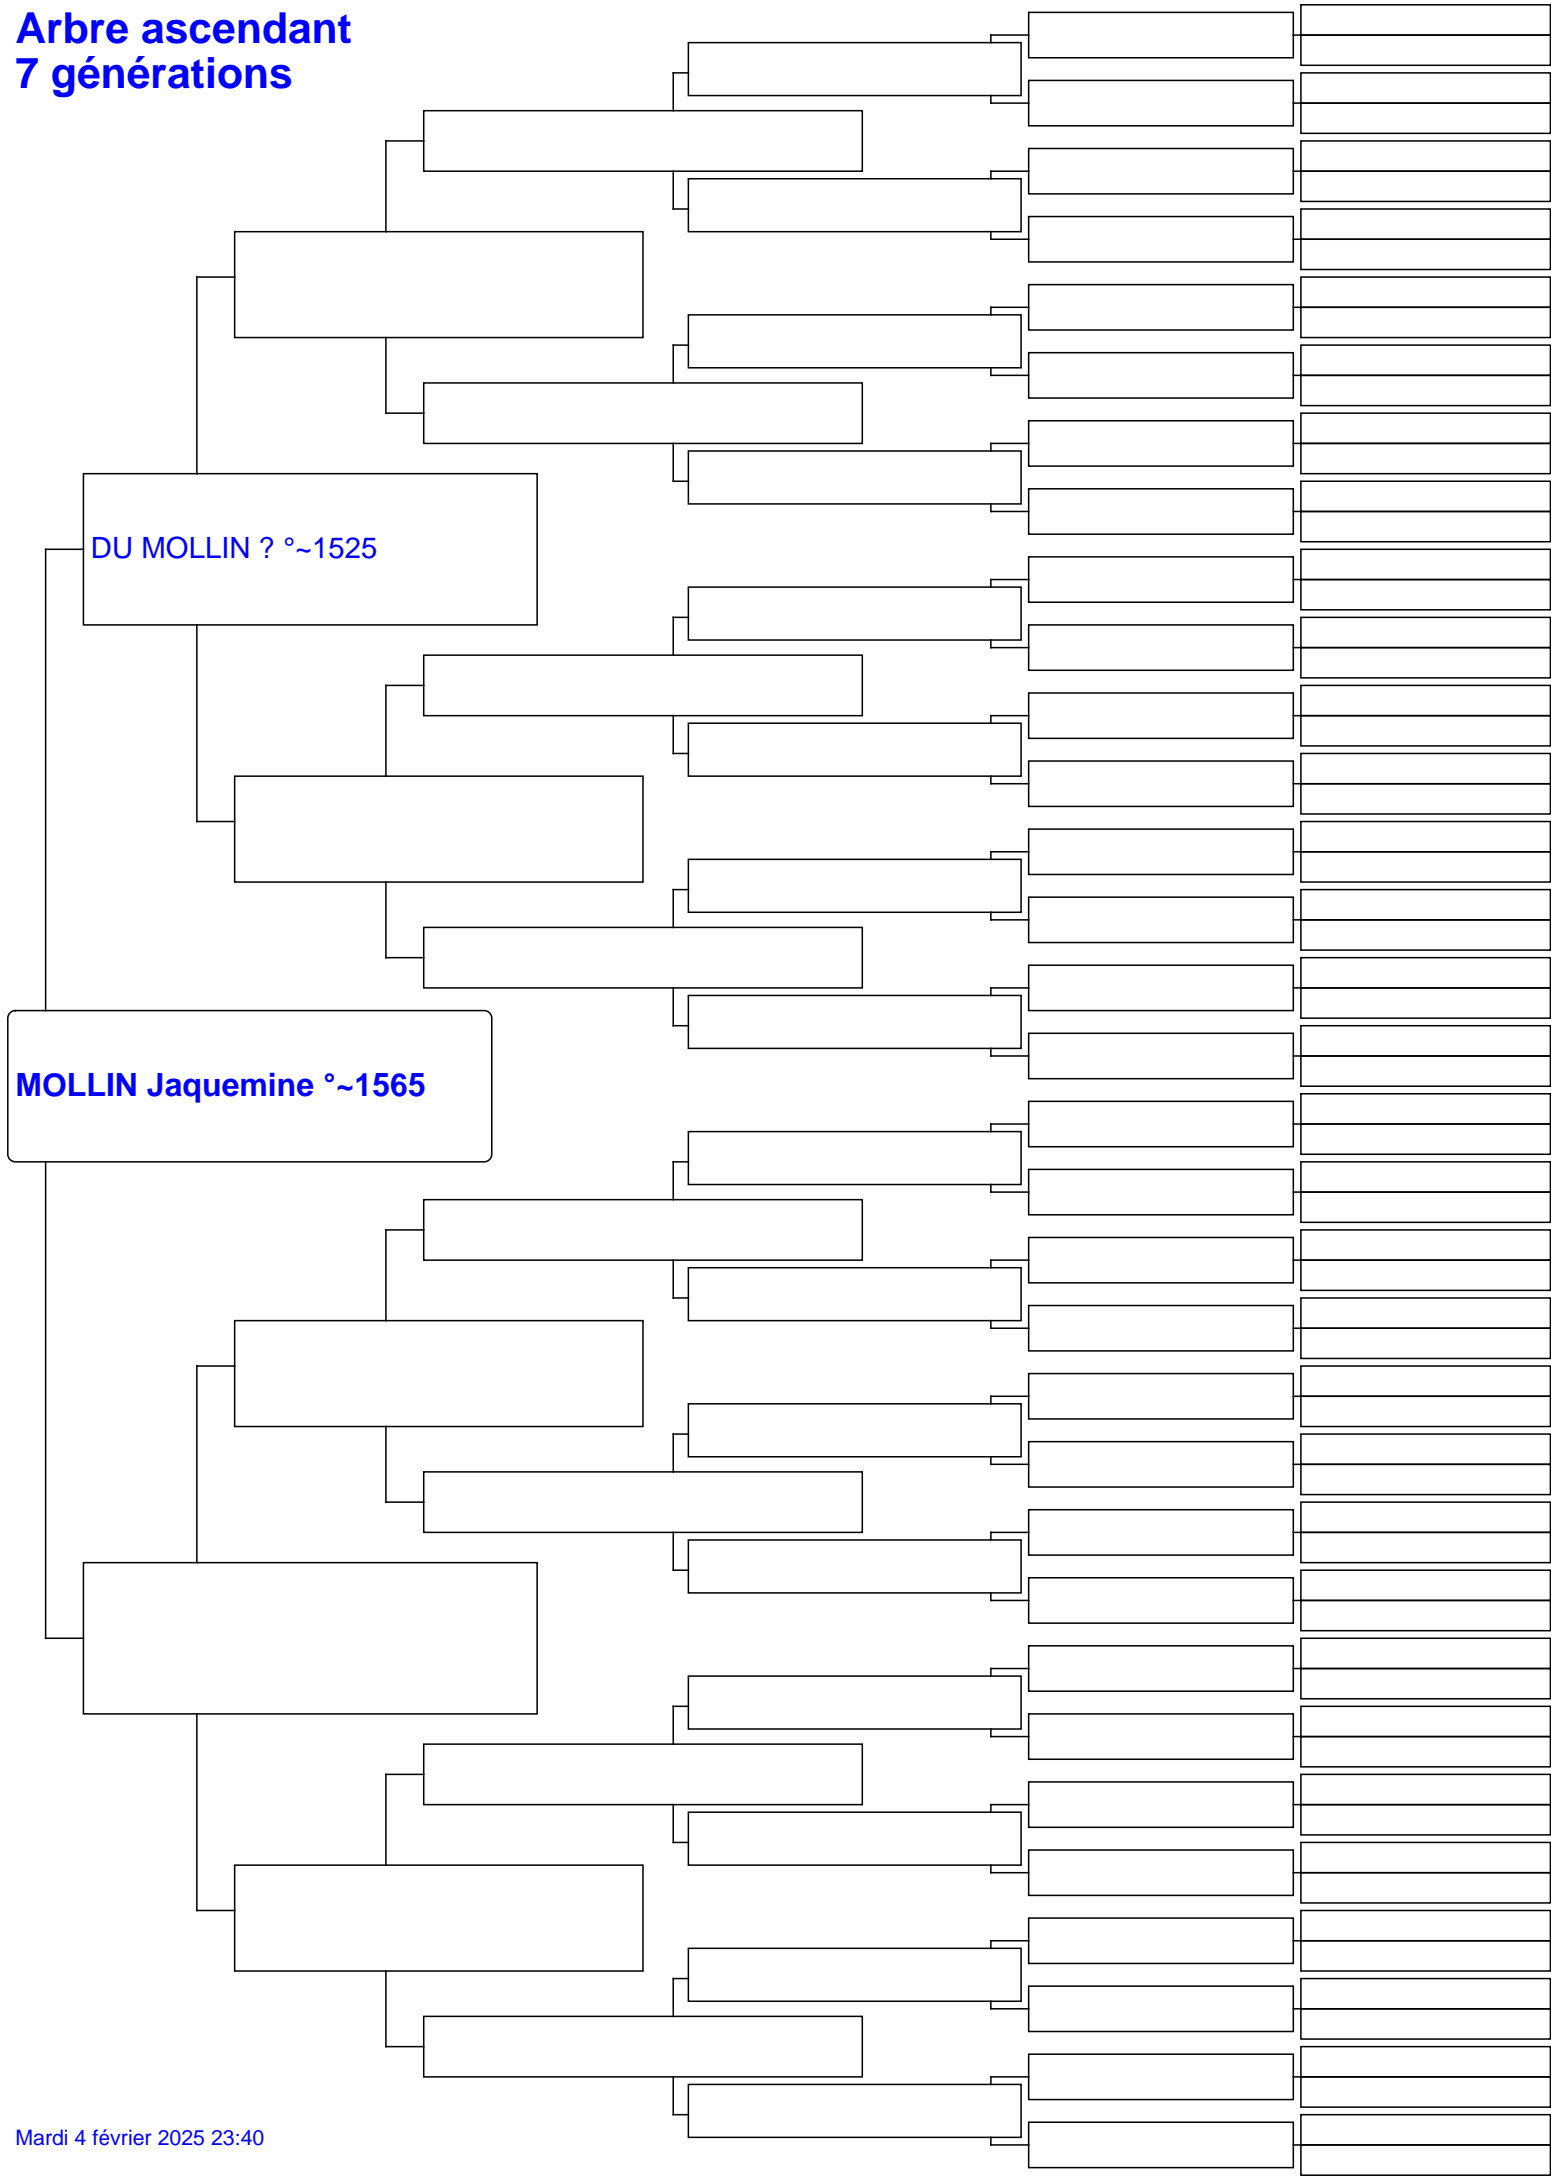 Arbre ascendant
7 générations
DU MOLLIN ? °~1525
MOLLIN Jaquemine °~1565
Mardi 4 février 2025 23:40